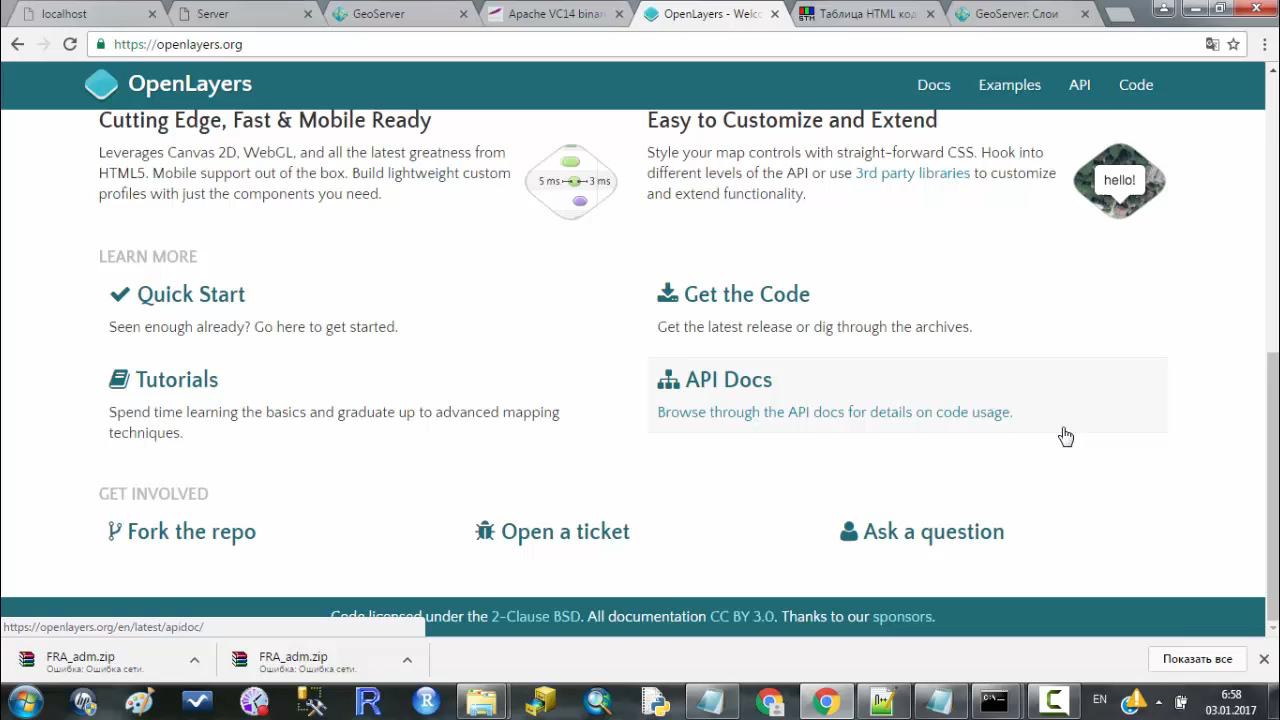 localhost
Server
GeoServer
Apache VC14 binar
OpenLayers - Welc
Таблица HTML код
GeoServer: Слои
https://openlayers.org
OpenLayers
Docs
Examples
API
Code
Cutting Edge, Fast & Mobile Ready
Leverages Canvas 2D, WebGL, and all the latest greatness from
HTML5. Mobile support out of the box. Build lightweight custom
profiles with just the components you need.
5 ms
3 ms
Easy to Customize and Extend
Style your map controls with straight-forward CSS. Hook into
different levels of the API or use 3rd party libraries to customize
and extend functionality.
hello!
LEARN MORE
Quick Start
Seen enough already? Go here to get started.
Get the Code
Get the latest release or dig through the archives.
Tutorials
Spend time learning the basics and graduate up to advanced mapping
techniques.
API Docs
Browse through the API docs for details on code usage.
GET INVOLVED
Fork the repo
Open a ticket
Ask a question
Code licensed under the 2-Clause BSD. All documentation CC BY 3.0. Thanks to our sponsors.
https://openlayers.org/en/latest/apidoc/
FRA_adm.zip
Ошибка: Ошибка сети.
FRA_adm.zip
Ошибка: Ошибка сети.
Показать все
EN
6:58
03.01.2017